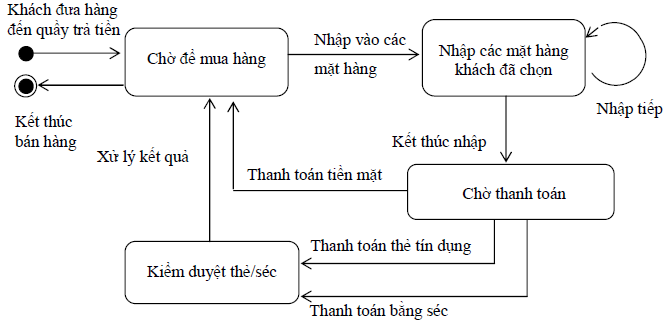 Khách đưa hàng
đến quầy trả tiền
Chờ để mua hàng
Nhập vào các
mặt hàng
Nhập các mặt hàng
khách đã chọn
Nhập tiếp
Kết thúc
bán hàng
Xử lý kết quả
Kết thúc nhập
Thanh toán tiền mặt
Chờ thanh toán
Thanh toán thẻ tín dụng
Kiểm duyệt thẻ/séc
Thanh toán bằng séc